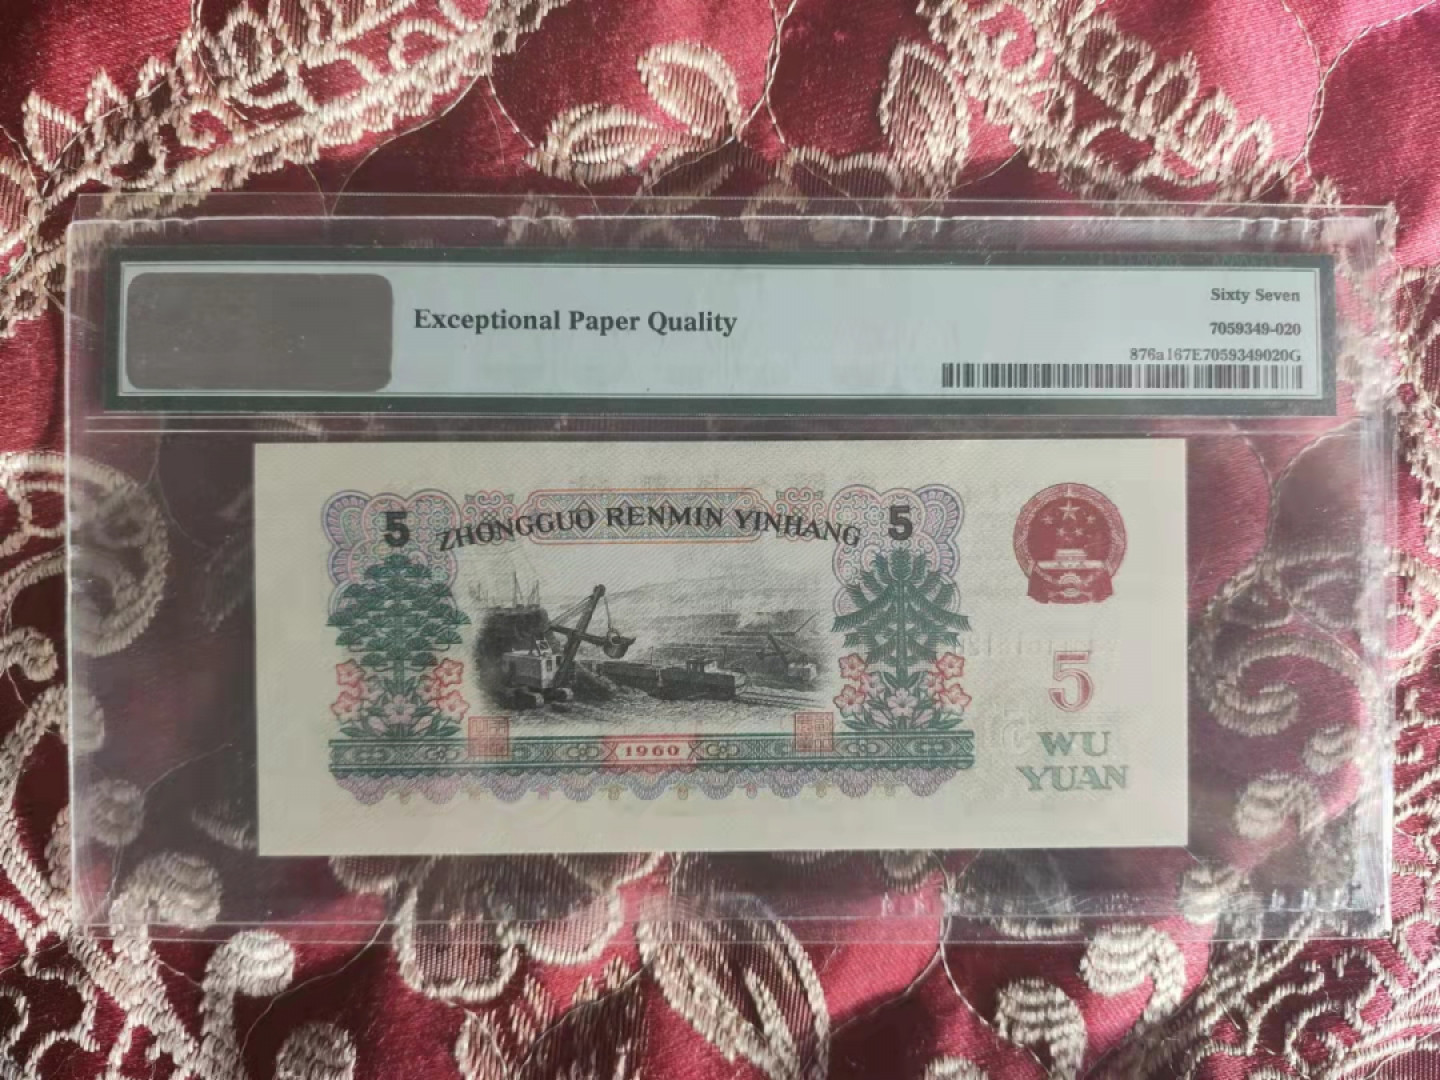 Exceptional Paper Quality
Sixty Seven
7059349-020
876a167E7059349020G
5 ZHONGGUO RENMIN YINHANG 5
5
WU
YUAN
1960